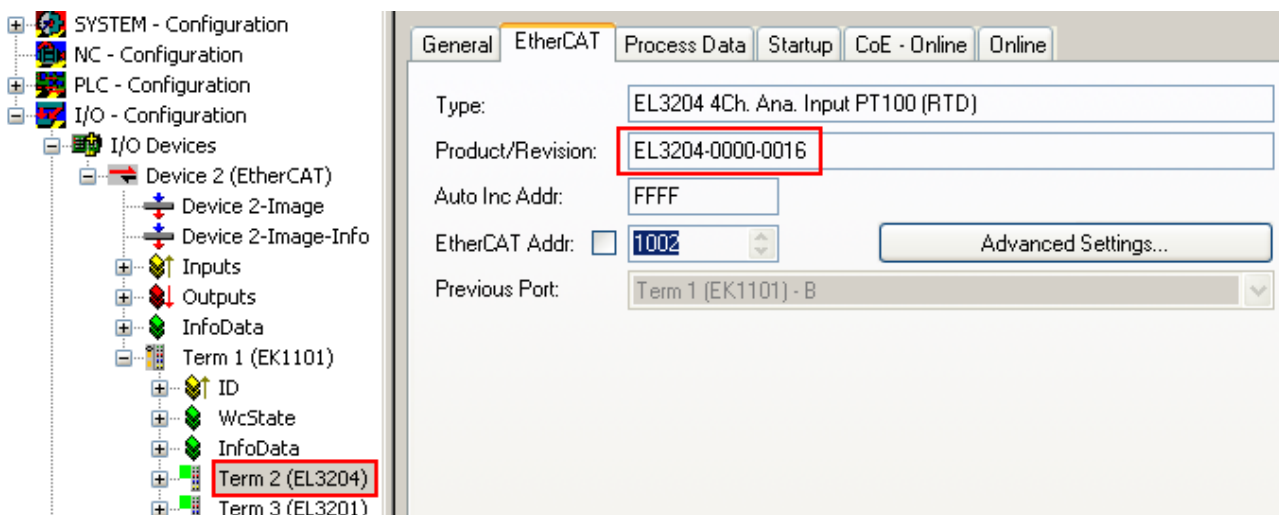 SYSTEM - Configuration
NC - Configuration
PLC - Configuration
I/O - Configuration
I/O Devices
Device 2 (EtherCAT)
Device 2-Image
Device 2-Image-Info
Inputs
Outputs
InfoData
Term 1 (EK1101)
ID
WcState
InfoData
Term 2 (EL3204)
Term 3 (EL3201)
General EtherCAT Process Data Startup CoE - Online Online
Type: EL3204 4Ch. Ana. Input PT100 (RTD)
Product/Revision: EL3204-0000-0016
Auto Inc Addr: FFFF
EtherCAT Addr: 1002 Advanced Settings...
Previous Port: Term 1 (EK1101) - B